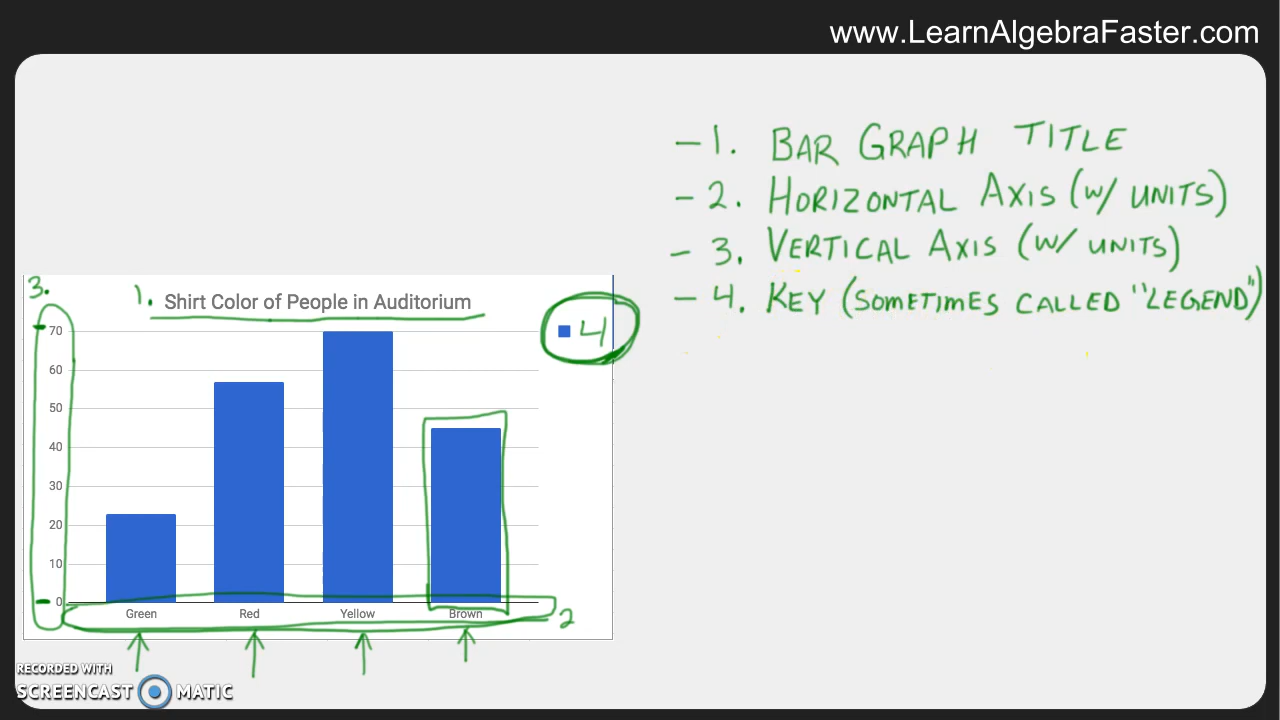 www.LearnAlgebraFaster.com
- 1. BAR GRAPH TITLE
- 2. HORIZONTAL AXIS (W/ UNITS)
- 3. VERTICAL AXIS (W/ UNITS)
- 4. KEY (SOMETIMES CALLED "LEGEND")
3.
1. Shirt Color of People in Auditorium
4
70
60
50
40
30
20
10
0
Green Red Yellow Brown
2
RECORDED WITH
SCREENCAST MATIC